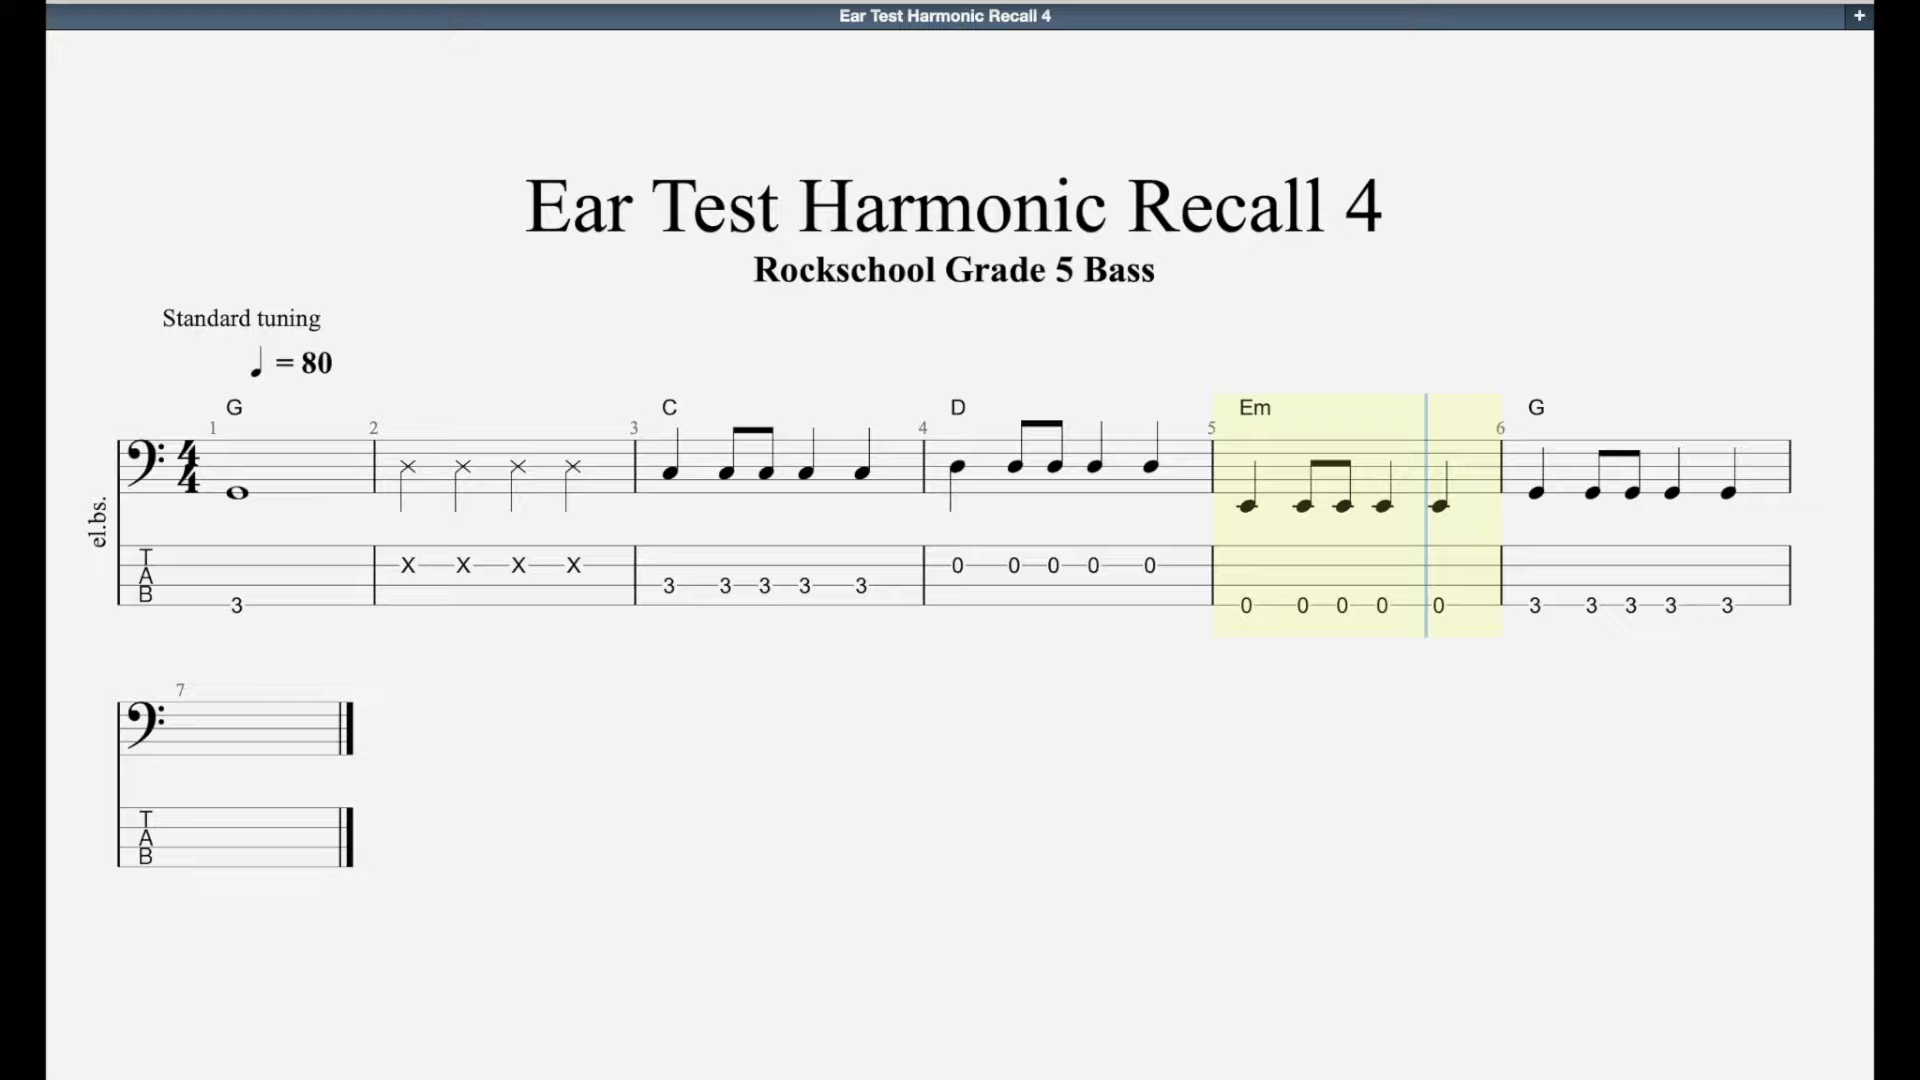 Ear Test Harmonic Recall 4 +
Ear Test Harmonic Recall 4
Rockschool Grade 5 Bass
Standard tuning
= 80
G C D Em G
1 2 3 4 5 6
4
4
el.bs.
T
A
B
X X X X 0 0 0 0 0
3 3 3 3 3
3 0 0 0 0 0 3 3 3 3 3
7
T
A
B